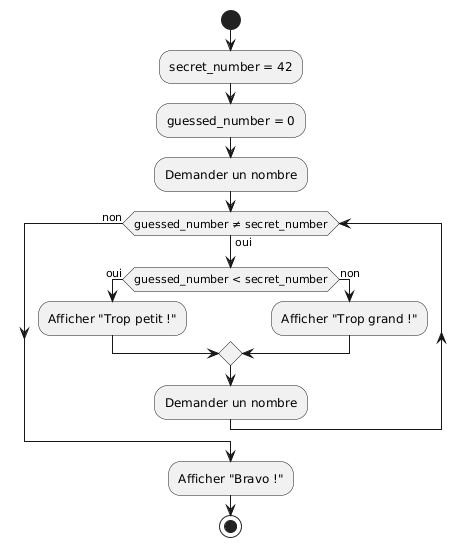 secret_number = 42
guessed_number = 0
Demander un nombre
non
guessed_number ≠ secret_number
oui
oui
guessed_number < secret_number
non
Afficher "Trop petit !"
Afficher "Trop grand !"
Demander un nombre
Afficher "Bravo !"